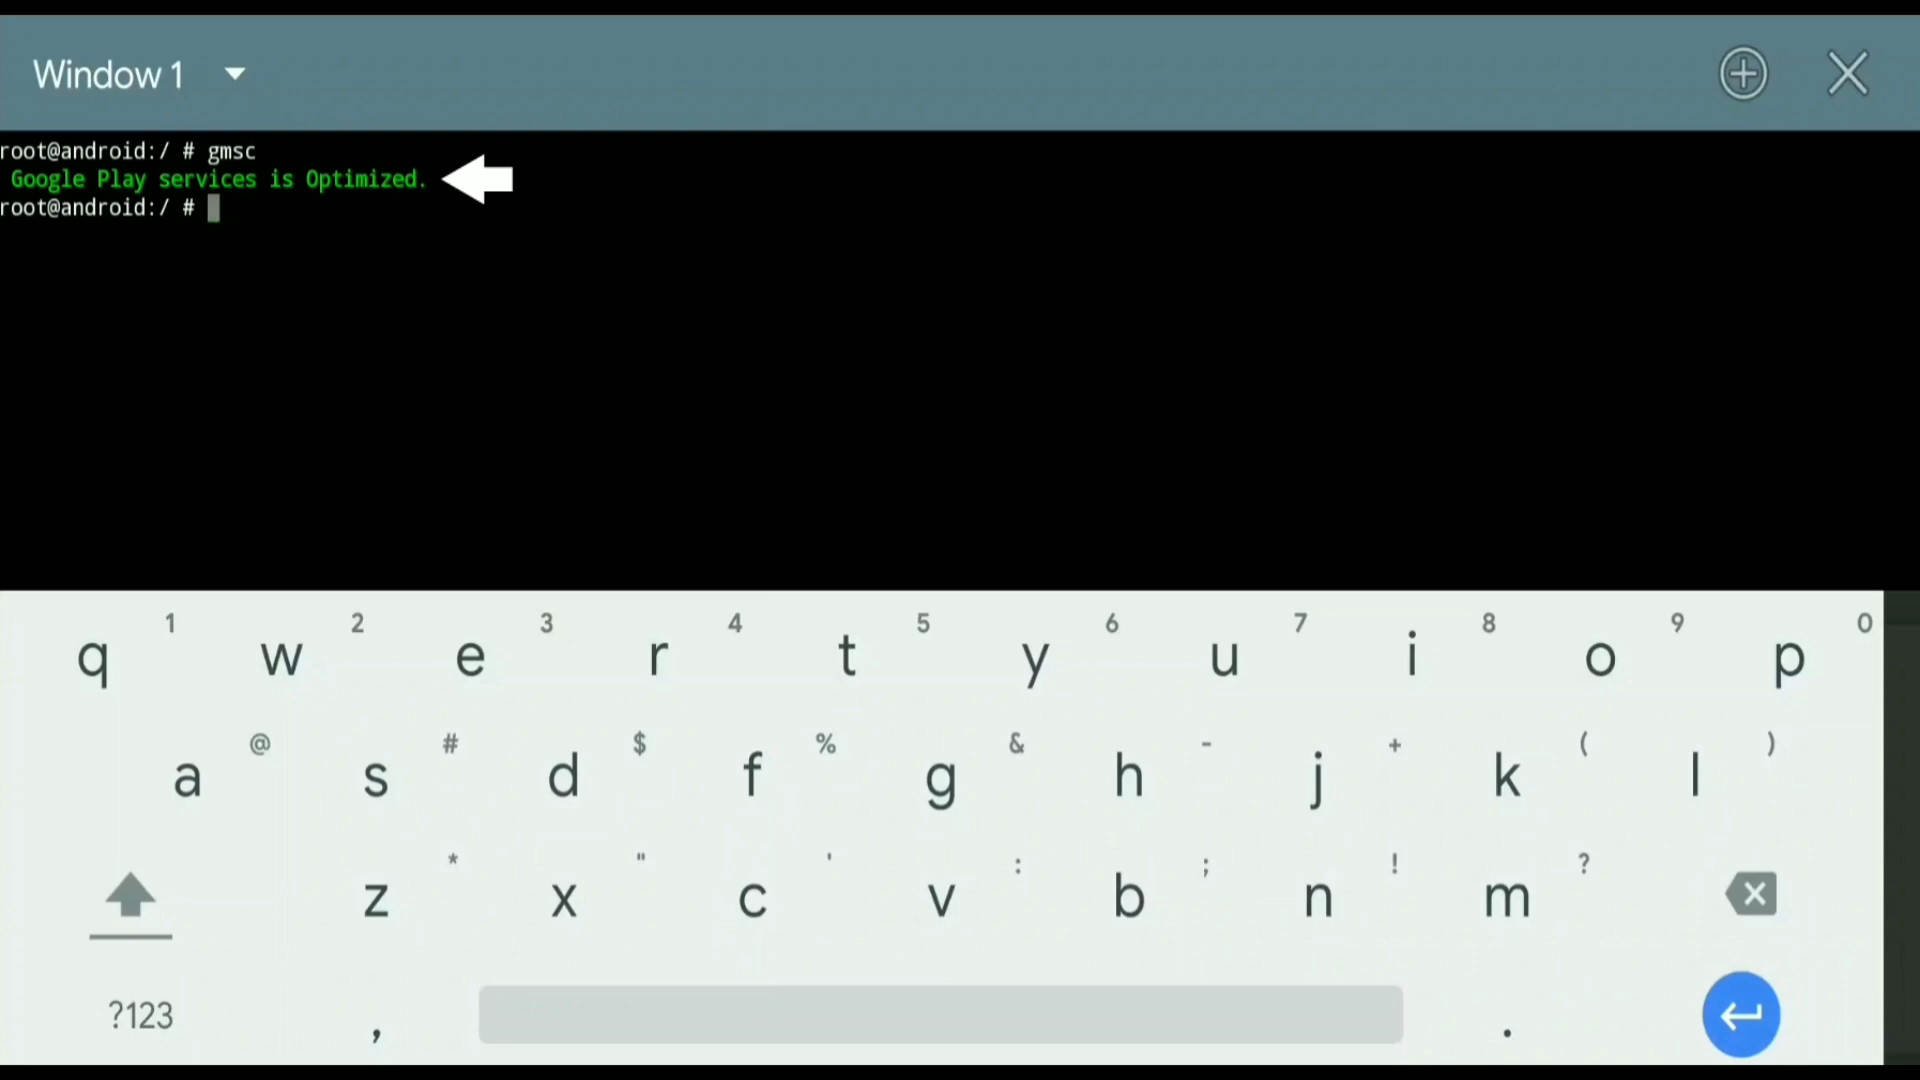 Window 1
root@android:/ # gmsc
Google Play services is Optimized.
root@android:/ #
1 2 3 4 5 6 7 8 9 0
q w e r t y u i o p
@ # $ % & - + ( )
a s d f g h j k l
* " ' : ; ! ?
z x c v b n m
?123 , .